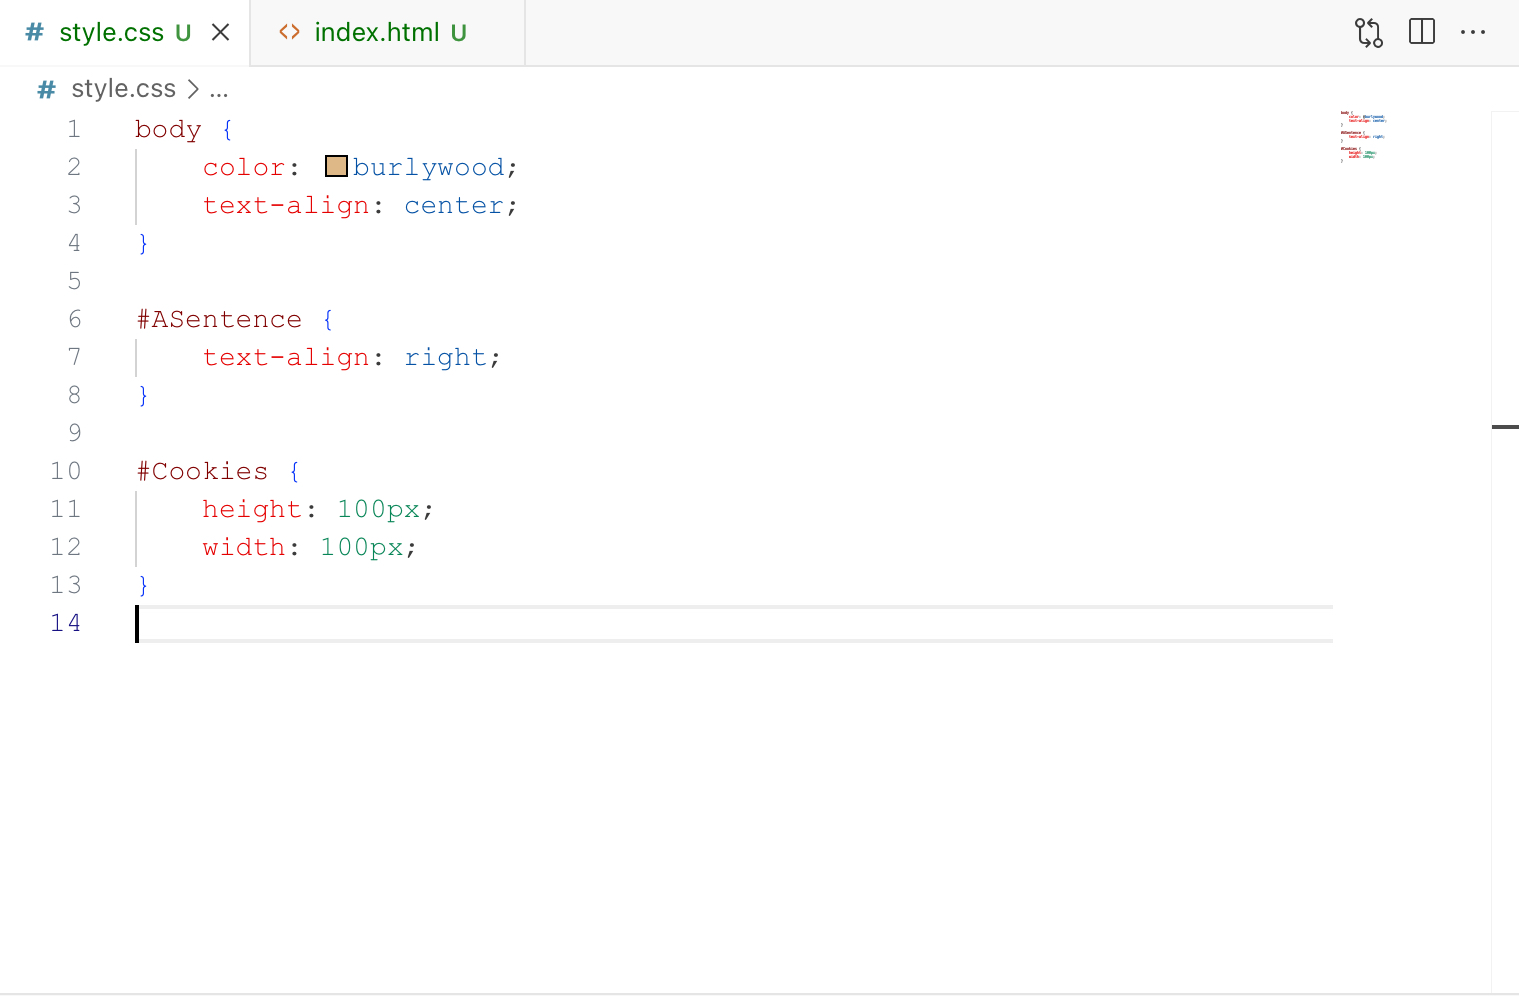 # style.css U
<> index.html U
# style.css > ...
1 body {
2     color: burlywood;
3     text-align: center;
4 }
5
6 #ASentence {
7     text-align: right;
8 }
9
10 #Cookies {
11     height: 100px;
12     width: 100px;
13 }
14